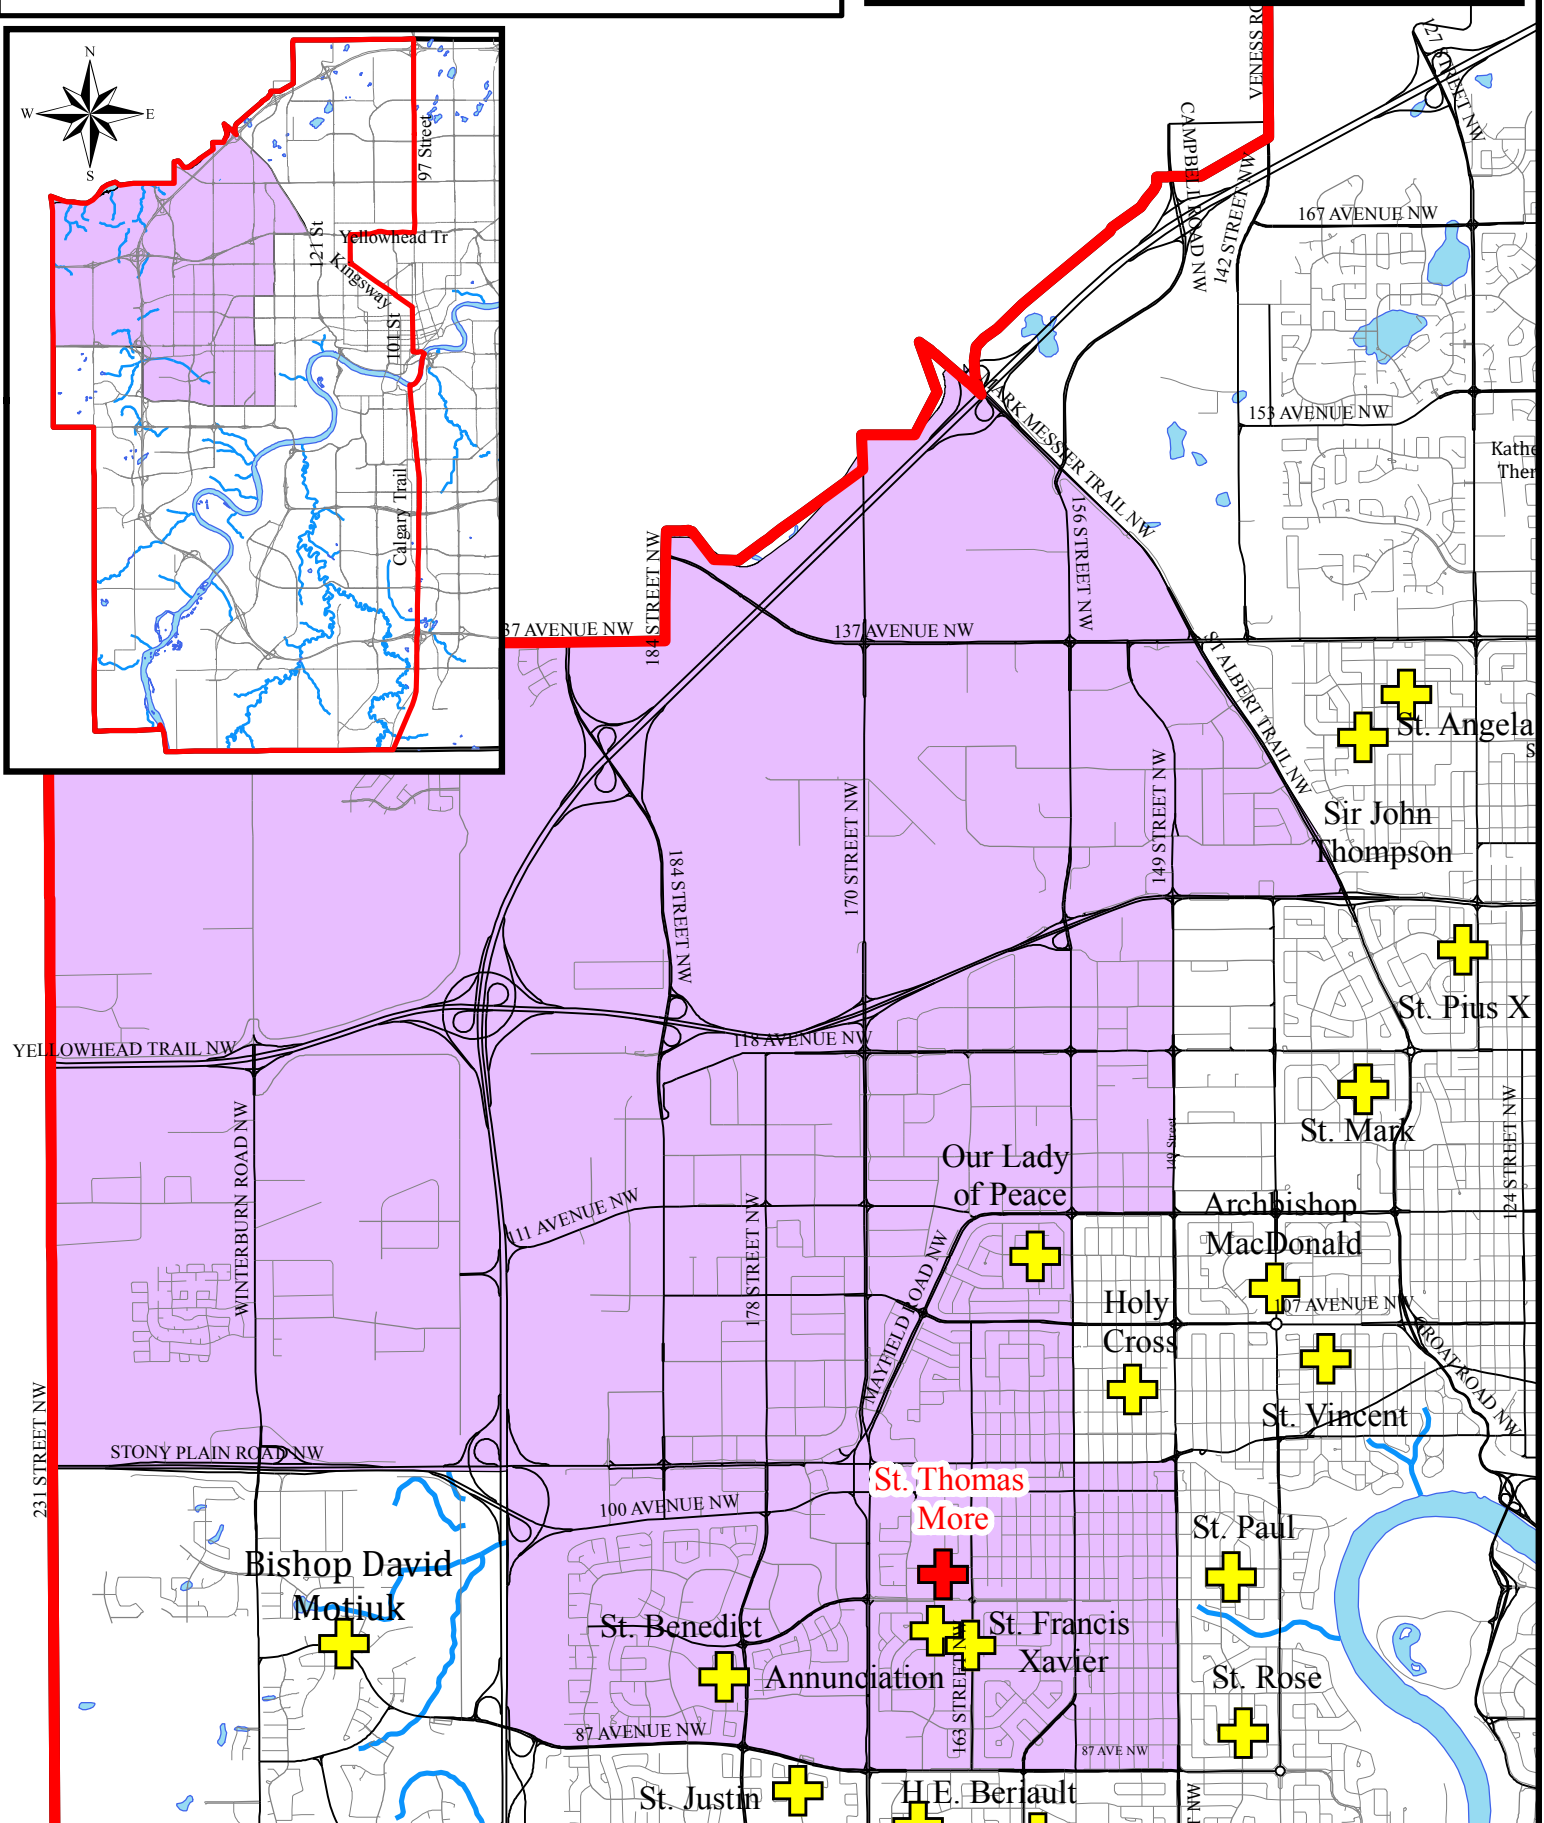 N
W
E
S
97 Street
121 St
Yellowhead Tr
Kingsway
101 St
Calgary Trail
CAMPBELL ROAD NW
142 STREET NW
127 STREET NW
167 AVENUE NW
153 AVENUE NW
MARK MESSIER TRAIL NW
156 STREET NW
184 STREET NW
37 AVENUE NW
137 AVENUE NW
ST ALBERT TRAIL NW
St. Angela
Sir John
Thompson
149 STREET NW
170 STREET NW
184 STREET NW
St. Pius X
YELLOWHEAD TRAIL NW
118 AVENUE NW
St. Mark
124 STREET NW
149 Street
Our Lady
of Peace
WINTERBURN ROAD NW
111 AVENUE NW
178 STREET NW
Archbishop
MacDonald
MAYFIELD ROAD NW
Holy
Cross
107 AVENUE NW
GROAT ROAD NW
St. Vincent
231 STREET NW
STONY PLAIN ROAD NW
100 AVENUE NW
St. Thomas
More
St. Paul
Bishop David
Motiuk
St. Benedict
St. Francis
Xavier
Annunciation
163 STREET NW
St. Rose
87 AVENUE NW
87 AVE NW
St. Justin
H.E. Beriault
NW